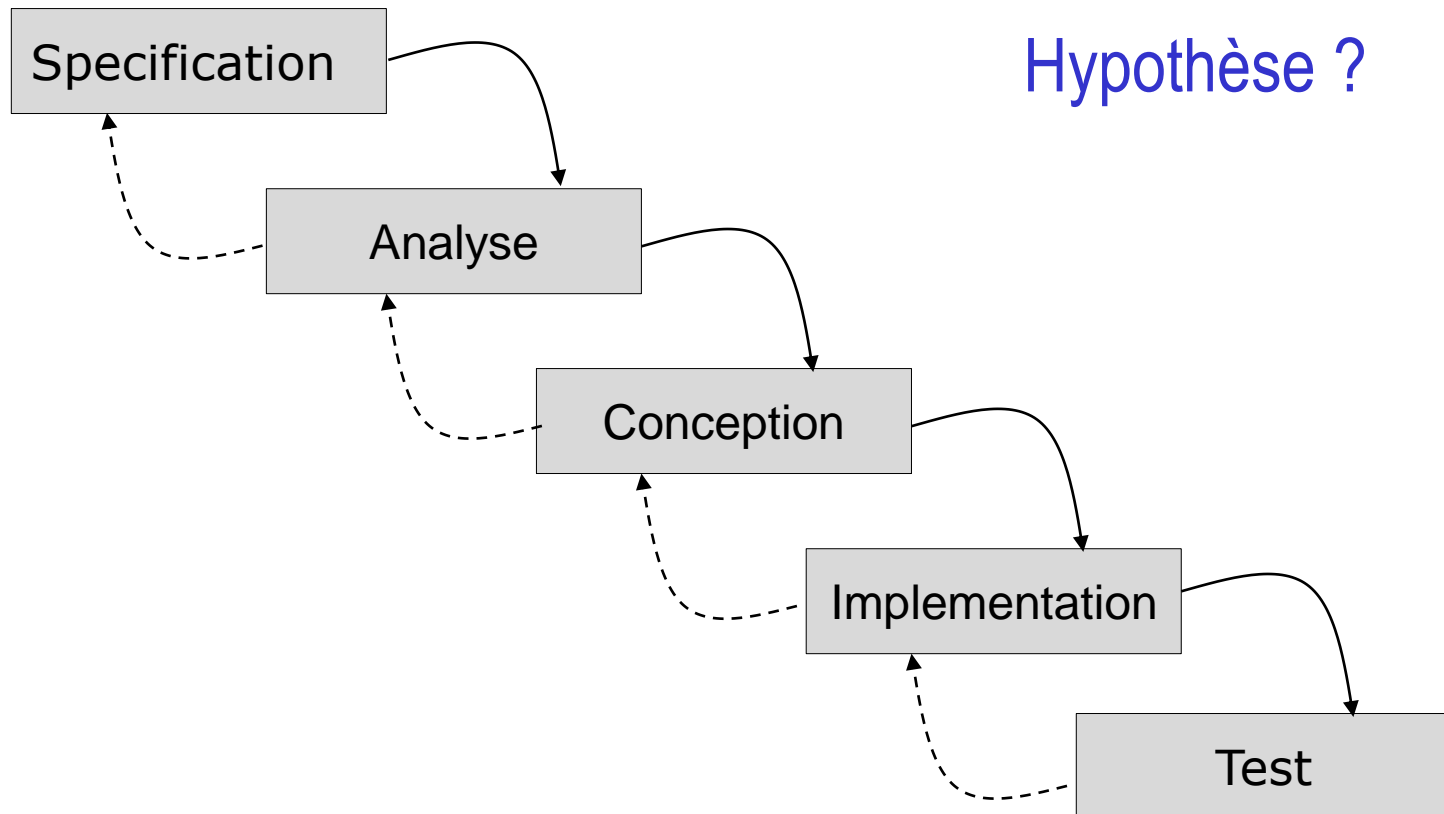 Specification
Hypothèse ?
Analyse
Conception
Implementation
Test